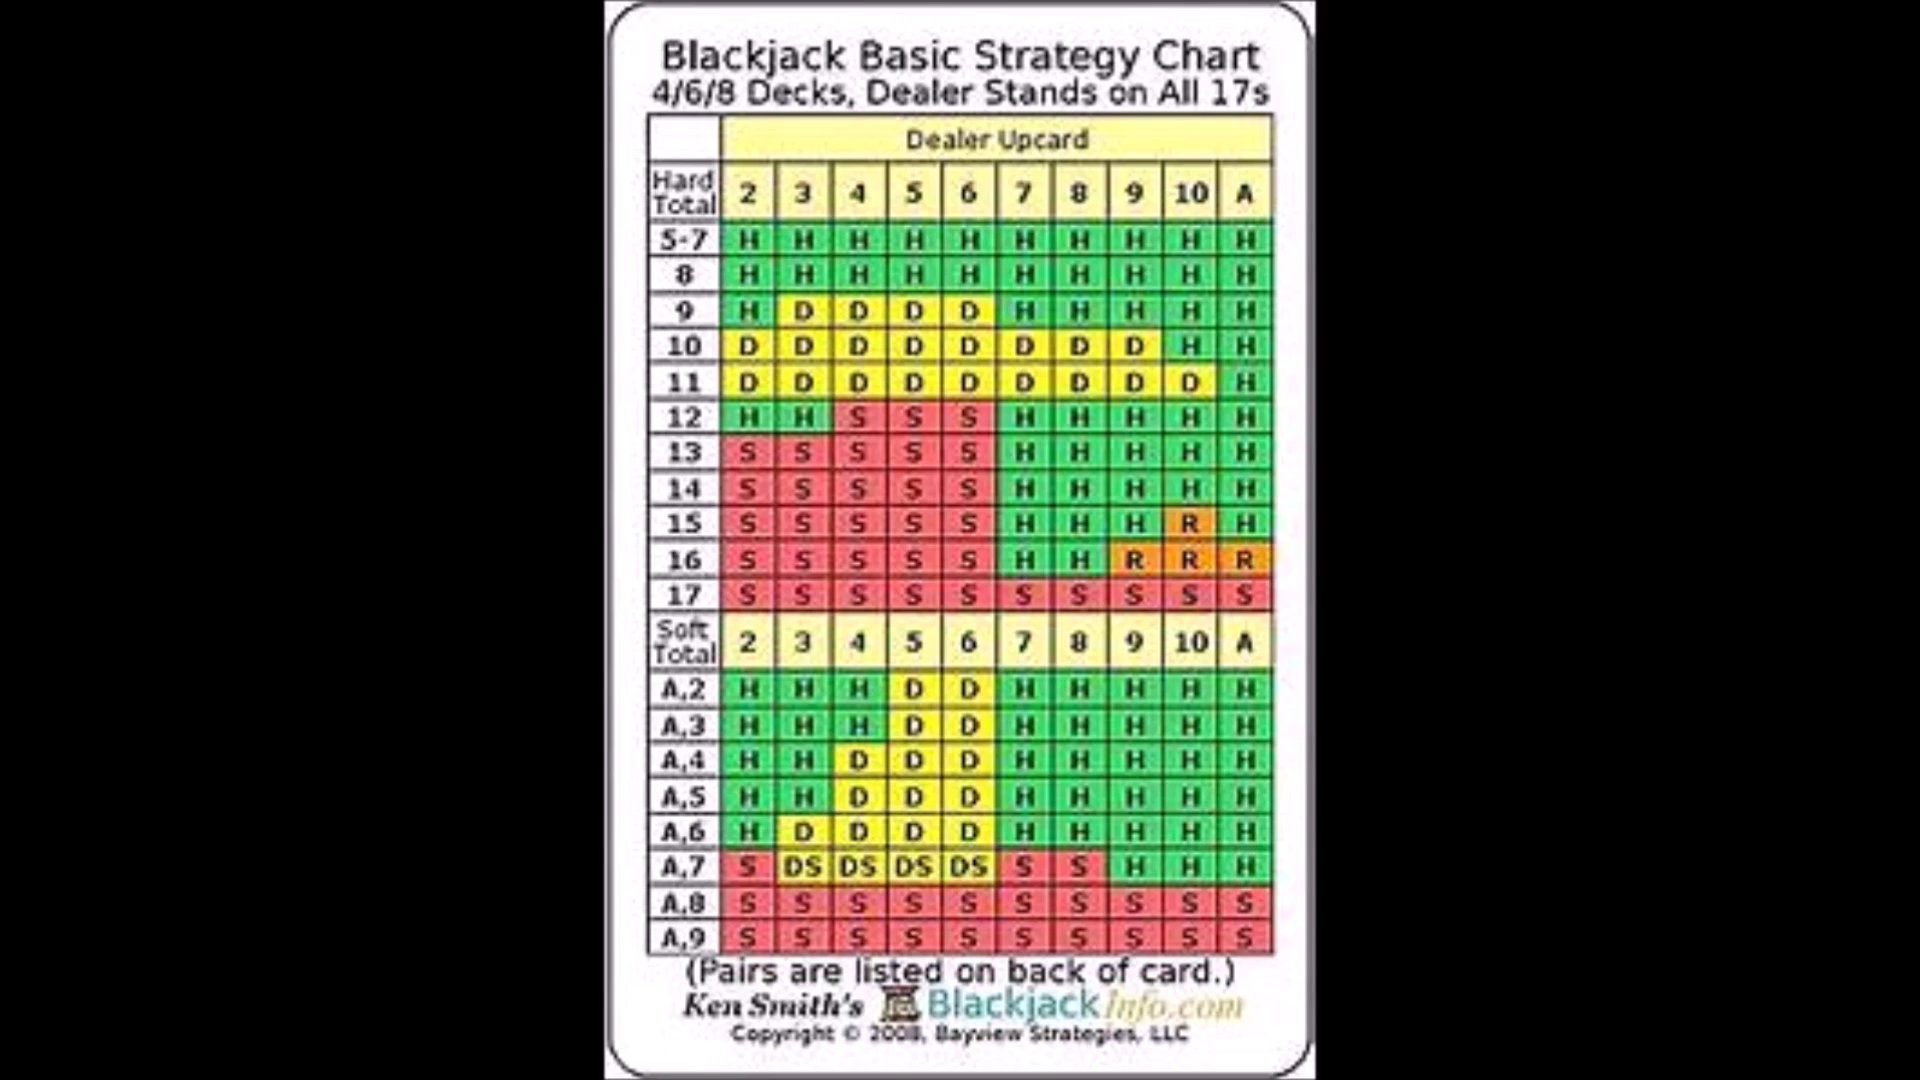 Blackjack Basic Strategy Chart
4/6/8 Decks, Dealer Stands on All 17s
Dealer Upcard
Hard Total 2 3 4 5 6 7 8 9 10 A
5-7 H H H H H H H H H H
8 H H H H H H H H H H
9 H D D D D H H H H H
10 D D D D D D D D H H
11 D D D D D D D D D H
12 H H S S S H H H H H
13 S S S S S H H H H H
14 S S S S S H H H H H
15 S S S S S H H H R H
16 S S S S S H H R R R
17 S S S S S S S S S S
Soft Total 2 3 4 5 6 7 8 9 10 A
A,2 H H H D D H H H H H
A,3 H H H D D H H H H H
A,4 H H D D D H H H H H
A,5 H H D D D H H H H H
A,6 H D D D D H H H H H
A,7 S DS DS DS DS S S H H H
A,8 S S S S S S S S S S
A,9 S S S S S S S S S S
(Pairs are listed on back of card.)
Ken Smith's BlackjackInfo.com
Copyright © 2008, Bayview Strategies, LLC